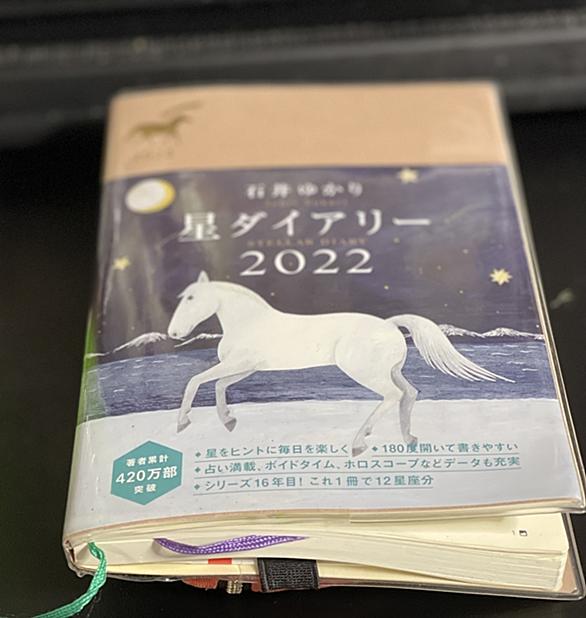 石井ゆかり
星ダイアリー
STELLAR DIARY
2022
著者累計
420万部
突破
◆星をヒントに毎日を楽しく ◆180度開いて書きやすい
◆占い満載、ボイドタイム、ホロスコープなどデータも充実
◆シリーズ16年目！これ1冊で12星座分